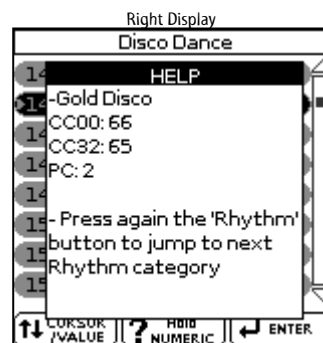 Right Display
Disco Dance
HELP
-Gold Disco
CC00: 66
CC32: 65
PC: 2
- Press again the 'Rhythm'
button to jump to next
Rhythm category
CURSOR
/VALUE
? Hold
NUMERIC
ENTER